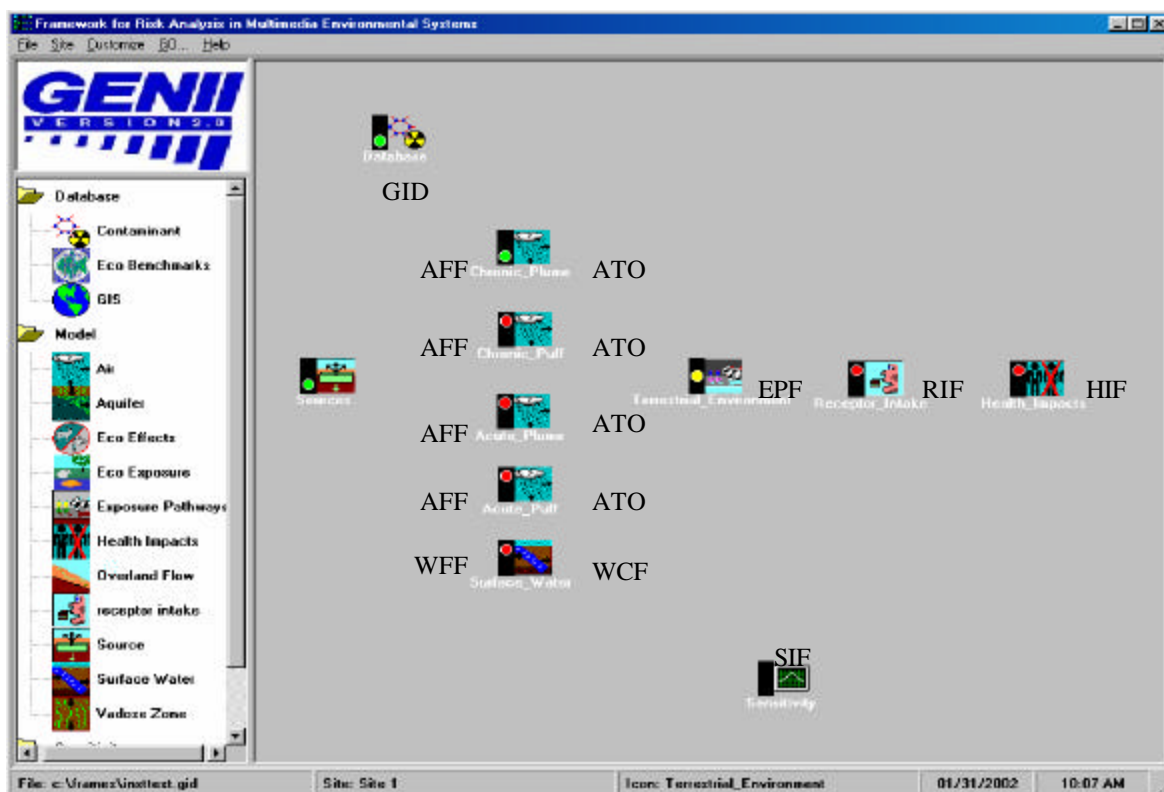 Framework for Risk Analysis in Multimedia Environmental Systems
File Site Customize GO... Help
GENII
VERSION 2.0
Database
Contaminant
Eco Benchmarks
GIS
Model
Air
Aquifer
Eco Effects
Eco Exposure
Exposure Pathways
Health Impacts
Overland Flow
receptor intake
Source
Surface Water
Vadoze Zone
Database
GID
AFF Chronic_Plume ATO
AFF Chronic_Puff ATO
Sources
Terrestrial_Environment EPF Receptor_Intake RIF Health_Impacts HIF
AFF Acute_Plume ATO
AFF Acute_Puff ATO
WFF Surface_Water WCF
SIF
Sensitivity
File: c:\framex\insttext.gid Site: Site 1 Icon: Terrestrial_Environment 01/31/2002 10:07 AM